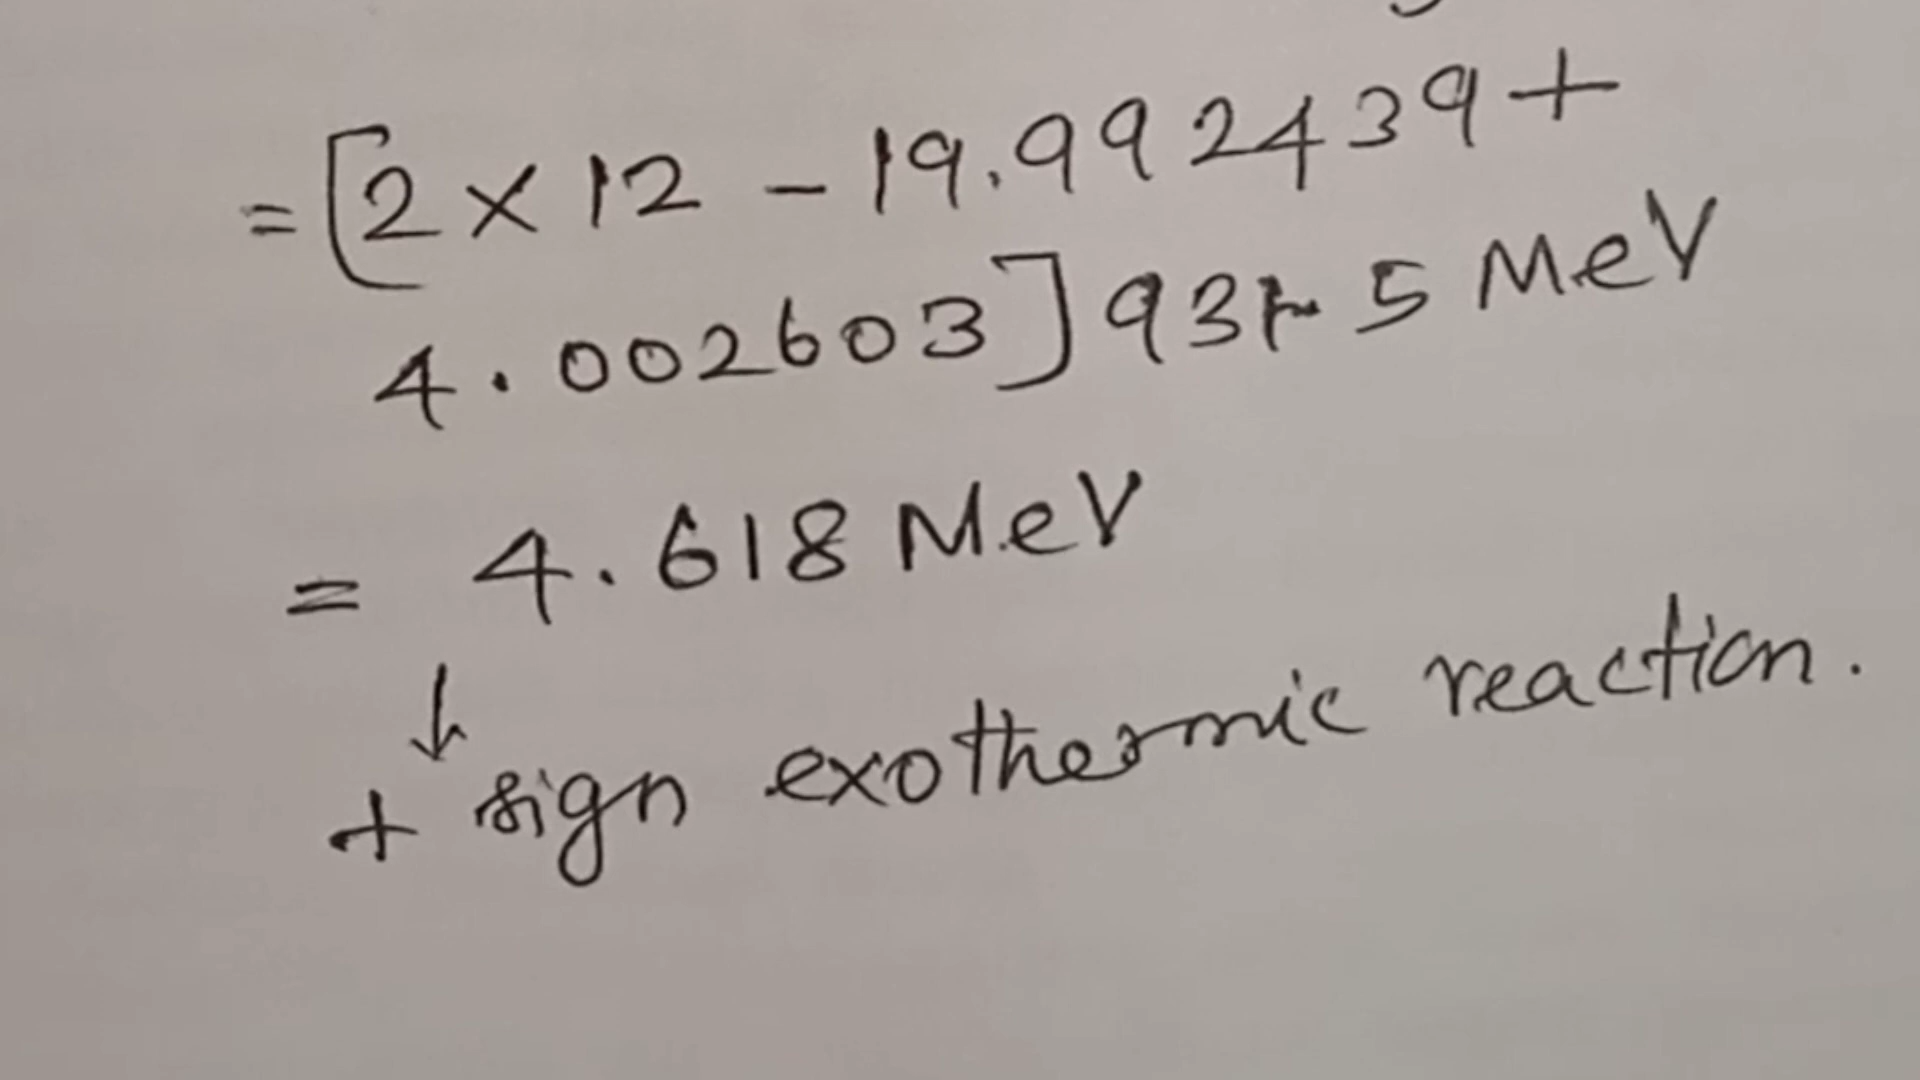 = [2 × 12 - 19.992439 +
4.002603] 931.5 MeV
= 4.618 MeV
↓
+ sign exothermic reaction.